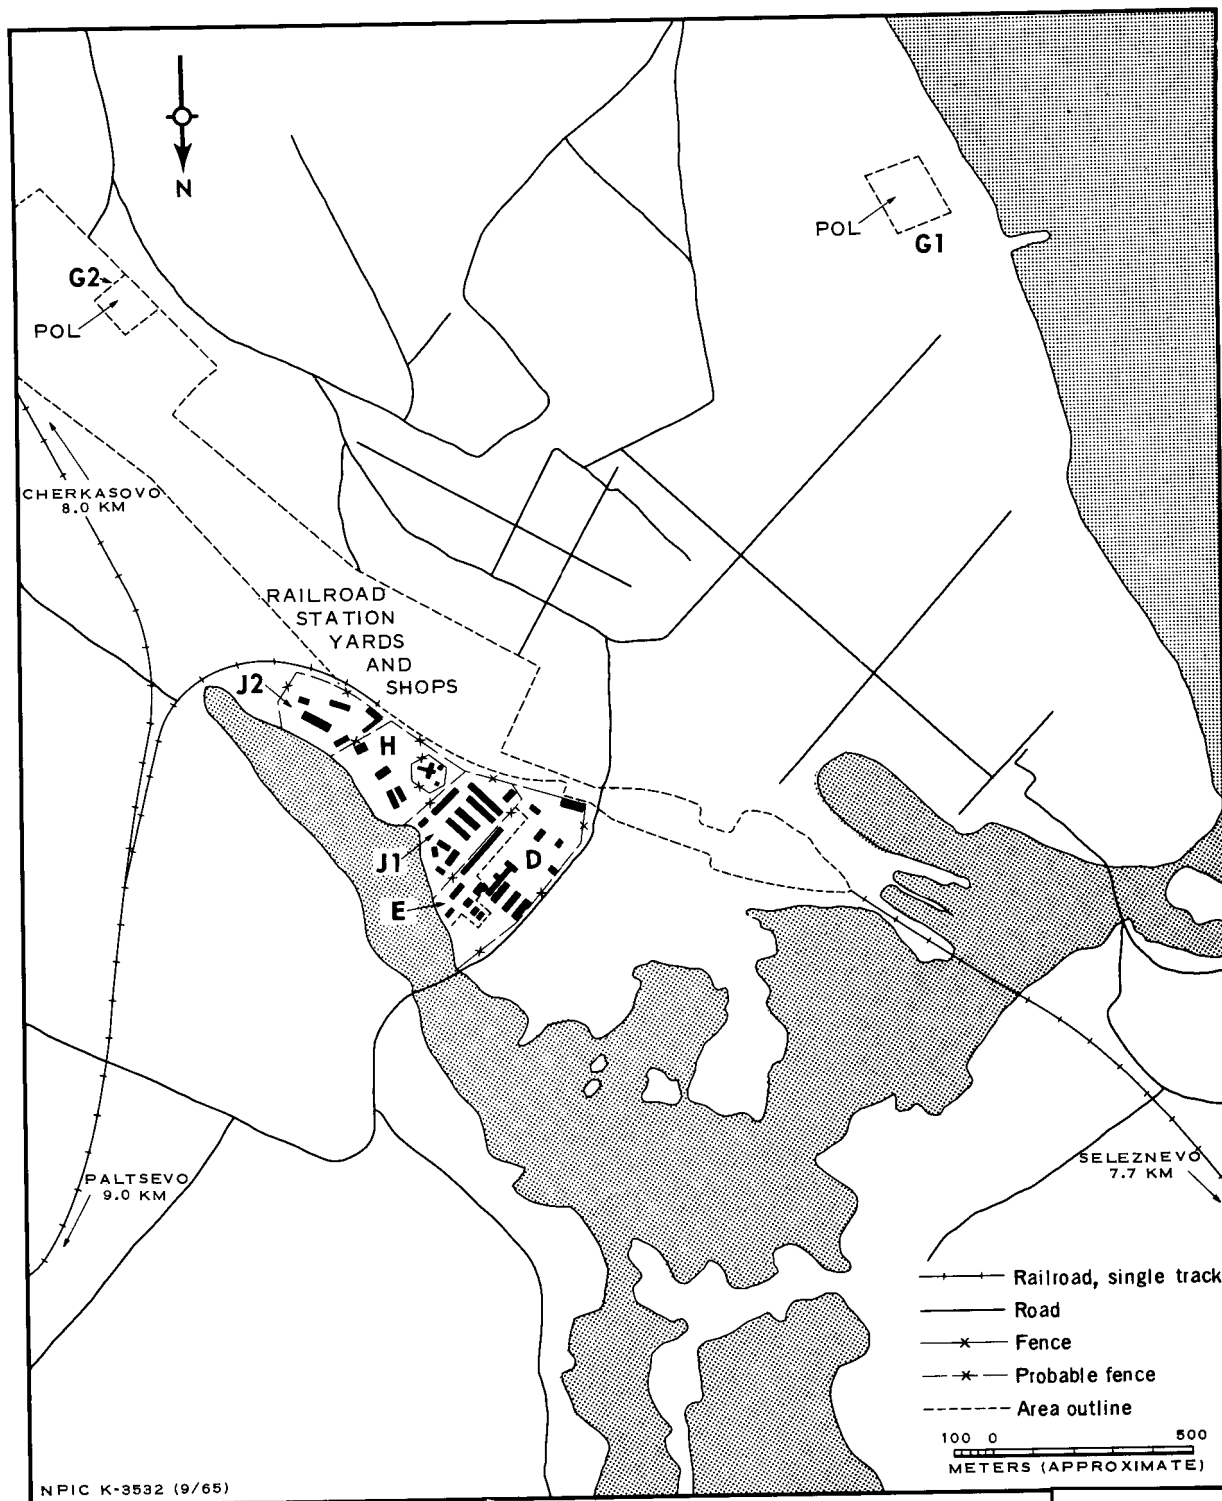 N
POL
G1
G2
POL
CHERKASOVO
8.0 KM
RAILROAD
STATION
YARDS
AND
SHOPS
J2
H
J1
D
E
PALTSEVO
9.0 KM
SELEZNEVO
7.7 KM
Railroad, single track
Road
Fence
Probable fence
Area outline
100 0 500
METERS (APPROXIMATE)
NPIC K-3532 (9/65)